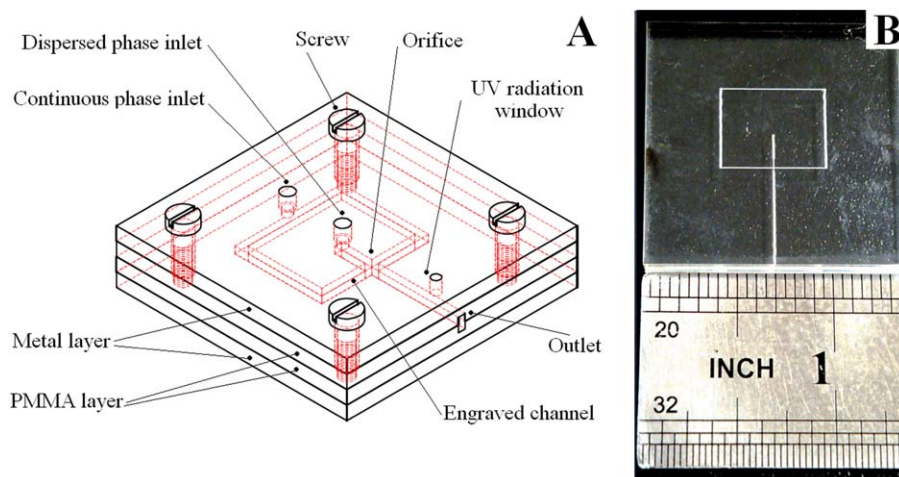 Dispersed phase inlet
Screw
Orifice
A
B
Continuous phase inlet
UV radiation
window
Metal layer
PMMA layer
Outlet
Engraved channel
20
INCH 1
32